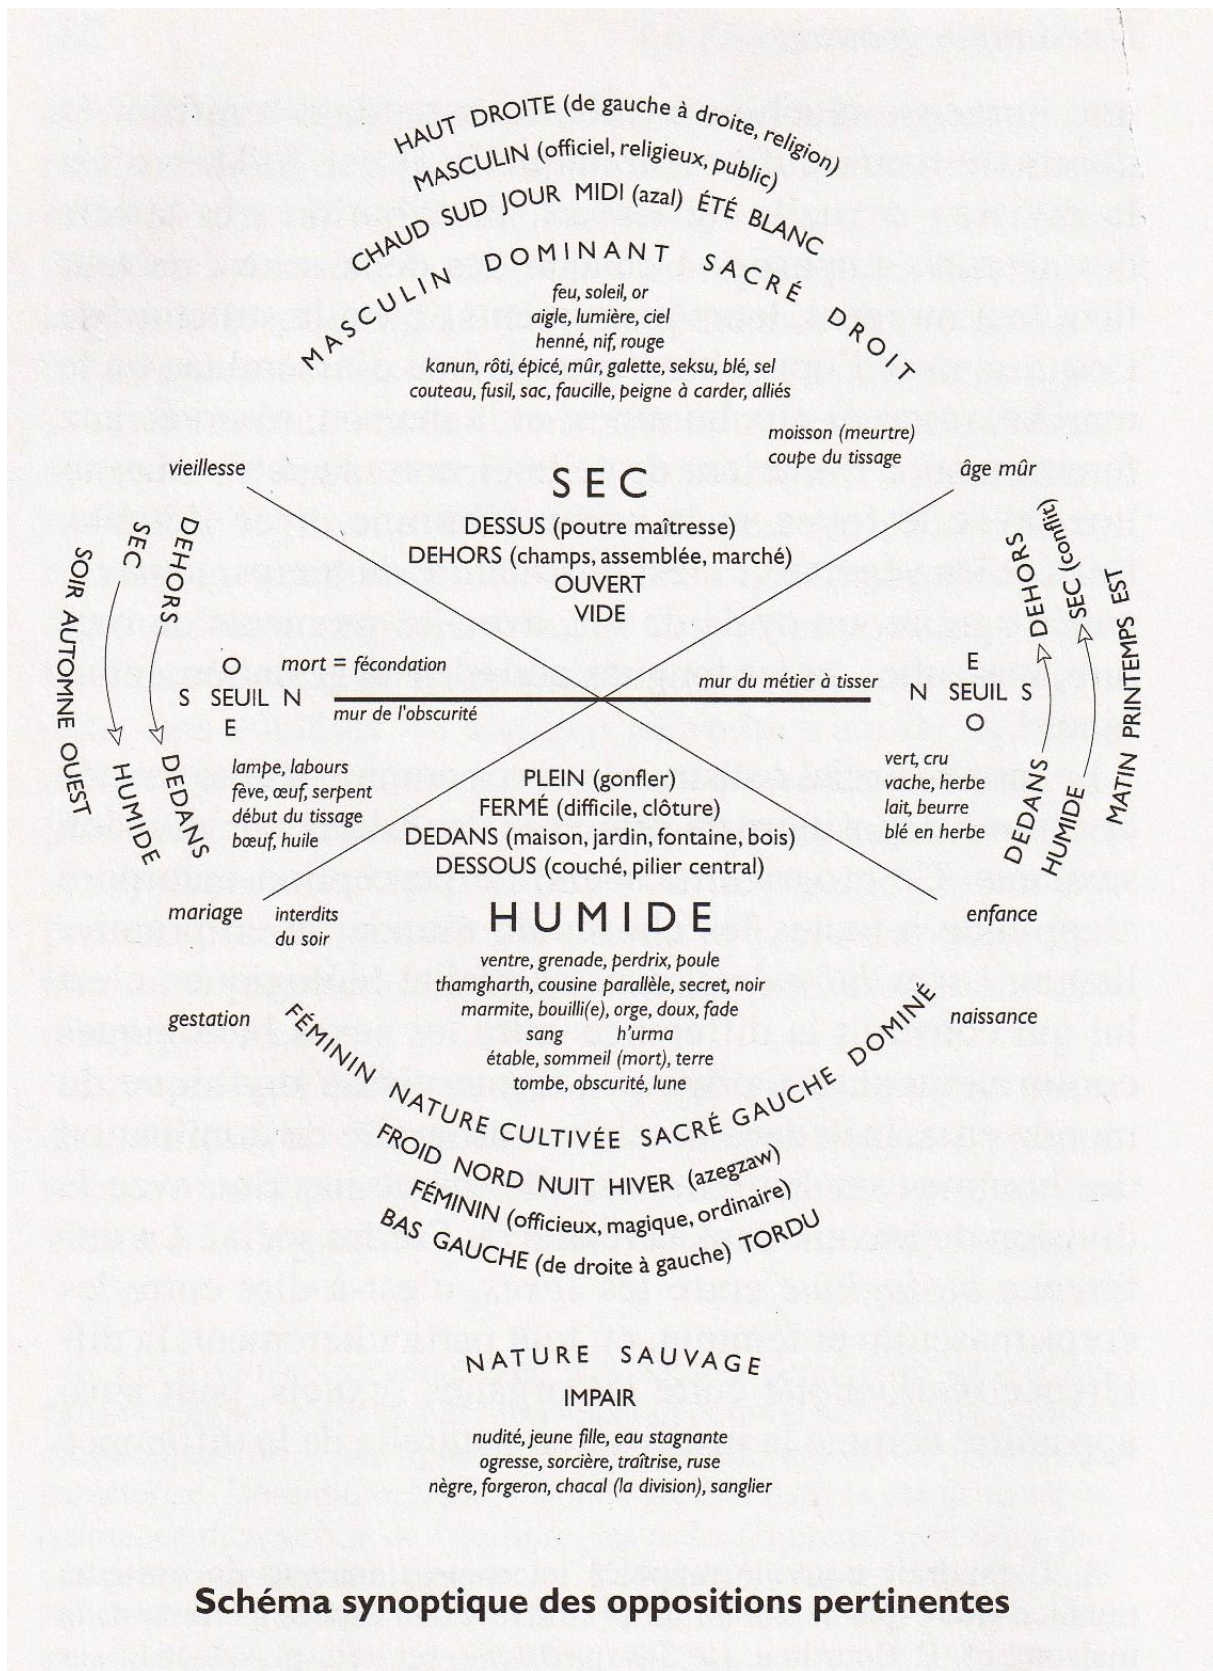 HAUT DROITE (de gauche à droite, religion)
MASCULIN (officiel, religieux, public)
CHAUD SUD JOUR MIDI (azal) ÉTÉ BLANC
MASCULIN DOMINANT SACRÉ DROIT
feu, soleil, or
aigle, lumière, ciel
henné, nif, rouge
kanun, rôti, épicé, mûr, galette, seksu, blé, sel
couteau, fusil, sac, faucille, peigne à carder, alliés
moisson (meurtre)
coupe du tissage
vieillesse
SEC
âge mûr
DESSUS (poutre maîtresse)
DEHORS (champs, assemblée, marché)
OUVERT
VIDE
SOIR AUTOMNE OUEST
SEC
HUMIDE
DEHORS
DEDANS
O
S SEUIL N
E
mort = fécondation
mur de l'obscurité
mur du métier à tisser
E
N SEUIL S
O
DEDANS
DEHORS
HUMIDE
SEC (conflit)
MATIN PRINTEMPS EST
lampe, labours
fève, œuf, serpent
début du tissage
bœuf, huile
PLEIN (gonfler)
FERMÉ (difficile, clôture)
DEDANS (maison, jardin, fontaine, bois)
DESSOUS (couché, pilier central)
vert, cru
vache, herbe
lait, beurre
blé en herbe
mariage
interdits
du soir
HUMIDE
enfance
ventre, grenade, perdrix, poule
thamgharth, cousine parallèle, secret, noir
marmite, bouilli(e), orge, doux, fade
sang h'urma
étable, sommeil (mort), terre
tombe, obscurité, lune
gestation
naissance
FÉMININ NATURE CULTIVÉE SACRÉ GAUCHE DOMINÉ
FROID NORD NUIT HIVER (azegzaw)
FÉMININ (officieux, magique, ordinaire)
BAS GAUCHE (de droite à gauche) TORDU
NATURE SAUVAGE
IMPAIR
nudité, jeune fille, eau stagnante
ogresse, sorcière, traîtrise, ruse
nègre, forgeron, chacal (la division), sanglier
Schéma synoptique des oppositions pertinentes